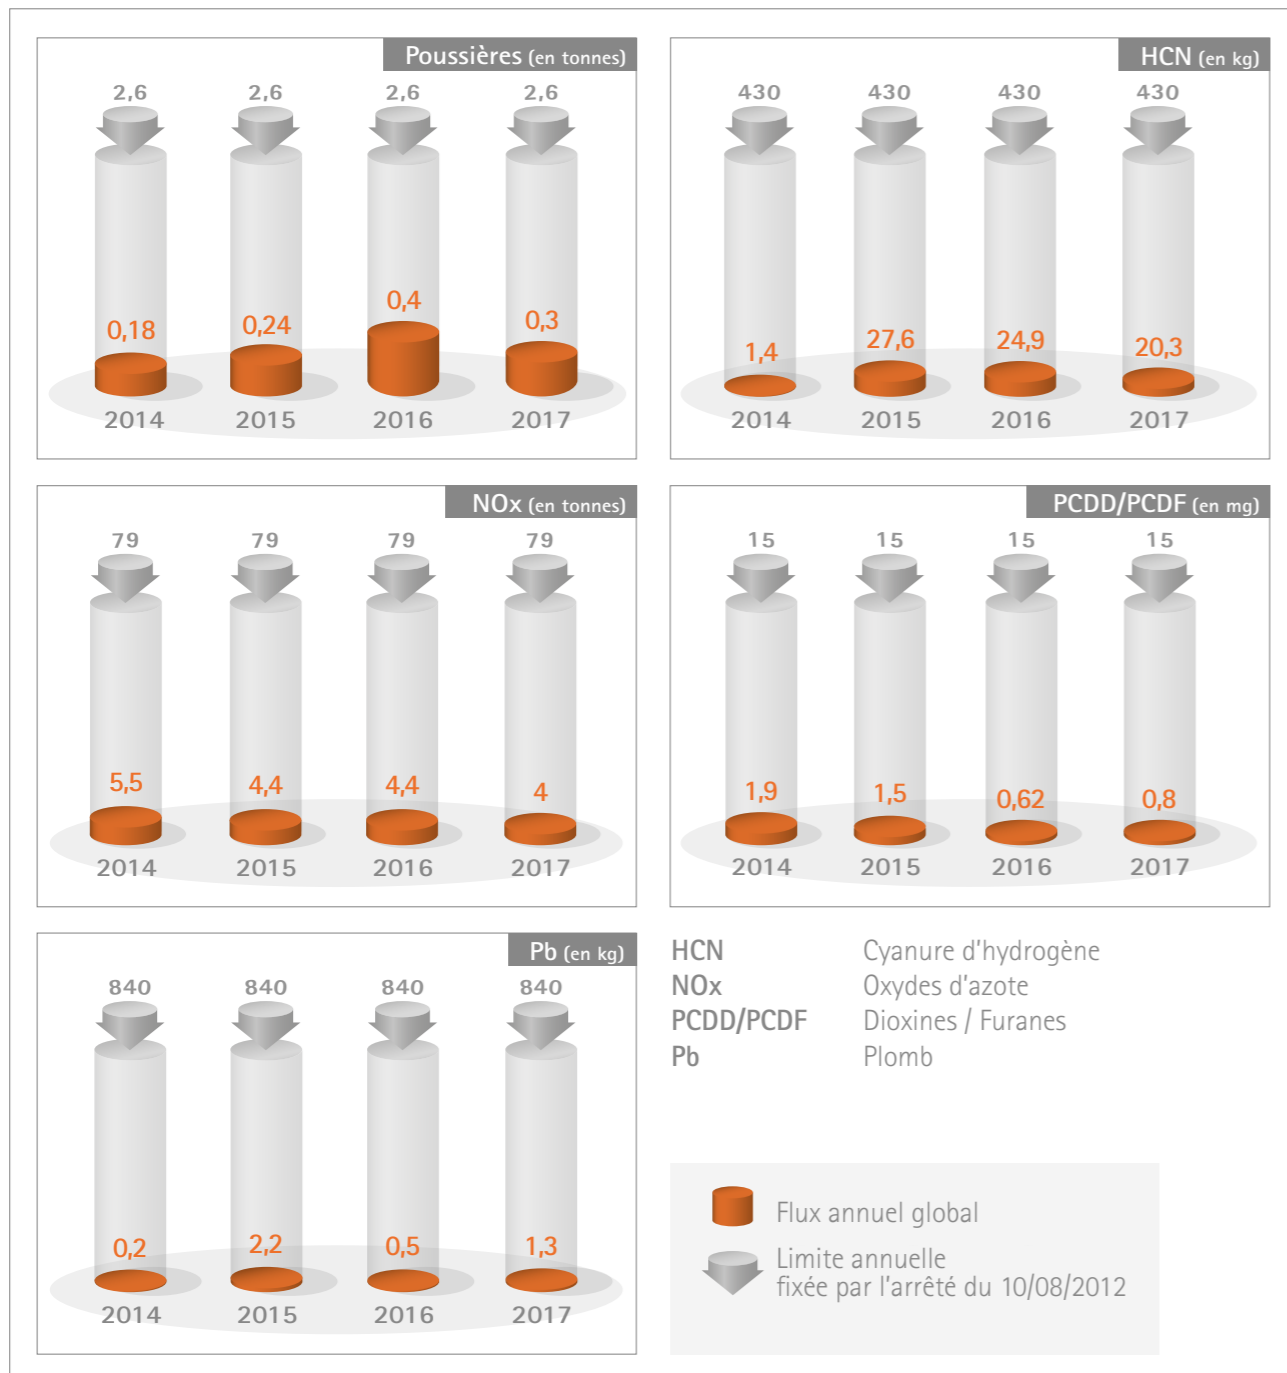 Poussières (en tonnes)
2,6 2,6 2,6 2,6
0,18 0,24 0,4 0,3
2014 2015 2016 2017
HCN (en kg)
430 430 430 430
1,4 27,6 24,9 20,3
2014 2015 2016 2017
NOx (en tonnes)
79 79 79 79
5,5 4,4 4,4 4
2014 2015 2016 2017
PCDD/PCDF (en mg)
15 15 15 15
1,9 1,5 0,62 0,8
2014 2015 2016 2017
Pb (en kg)
840 840 840 840
0,2 2,2 0,5 1,3
2014 2015 2016 2017
HCN Cyanure d'hydrogène
NOx Oxydes d'azote
PCDD/PCDF Dioxines / Furanes
Pb Plomb
Flux annuel global
Limite annuelle
fixée par l'arrêté du 10/08/2012